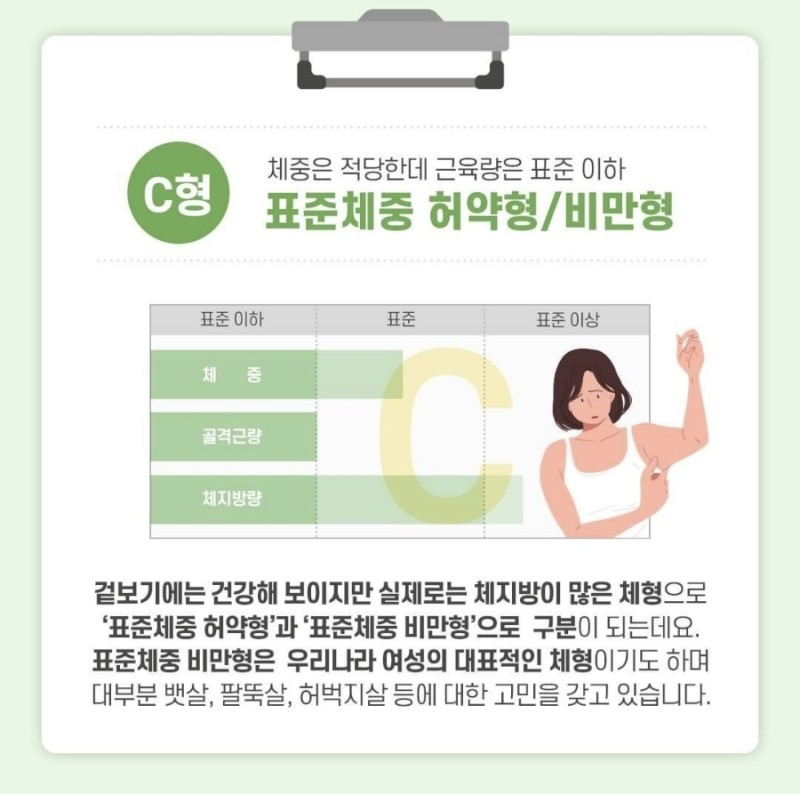 C형
체중은 적당한데 근육량은 표준 이하
표준체중 허약형/비만형
표준 이하 표준 표준 이상
체 중
골격근량
체지방량
C
겉보기에는 건강해 보이지만 실제로는 체지방이 많은 체형으로
‘표준체중 허약형’과 ‘표준체중 비만형’으로 구분이 되는데요.
표준체중 비만형은 우리나라 여성의 대표적인 체형이기도 하며
대부분 뱃살, 팔뚝살, 허벅지살 등에 대한 고민을 갖고 있습니다.